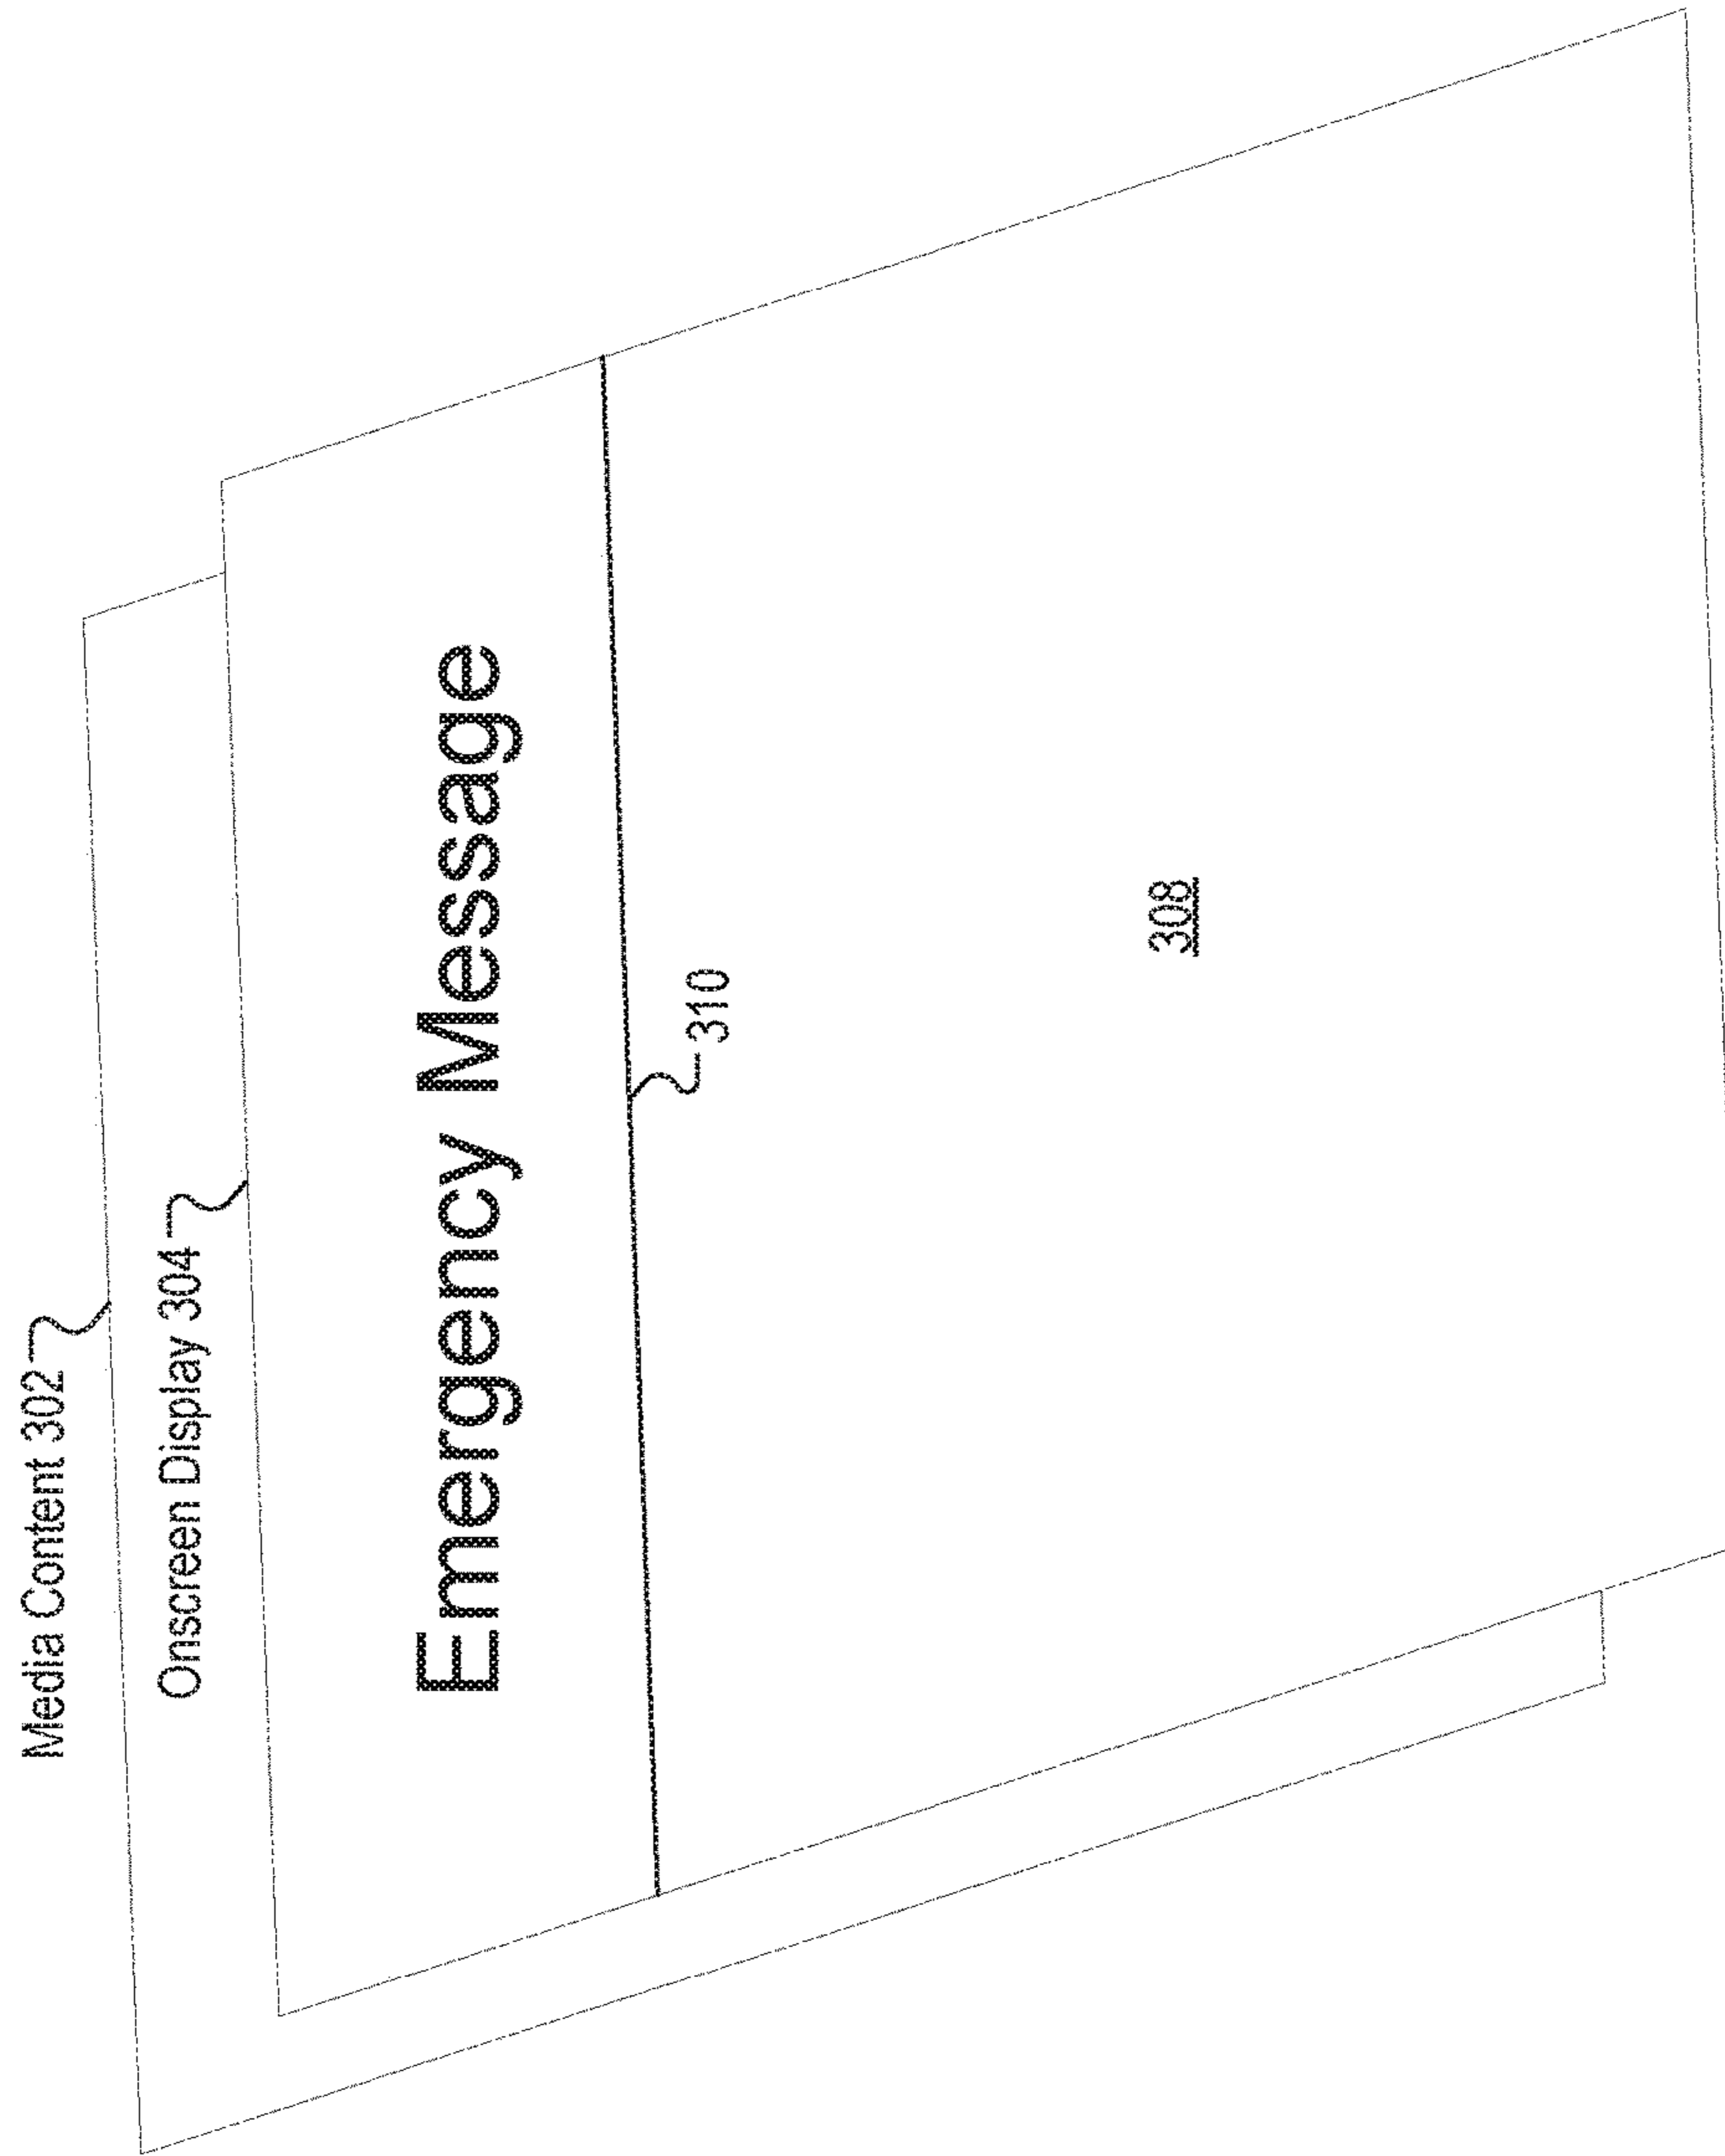 Media Content 302
Onscreen Display 304
Emergency Message
310
308